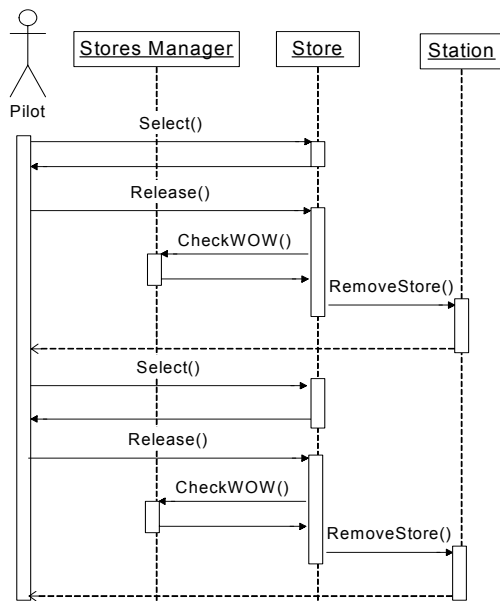 Stores Manager
Store
Station
Pilot
Select()
Release()
CheckWOW()
RemoveStore()
Select()
Release()
CheckWOW()
RemoveStore()